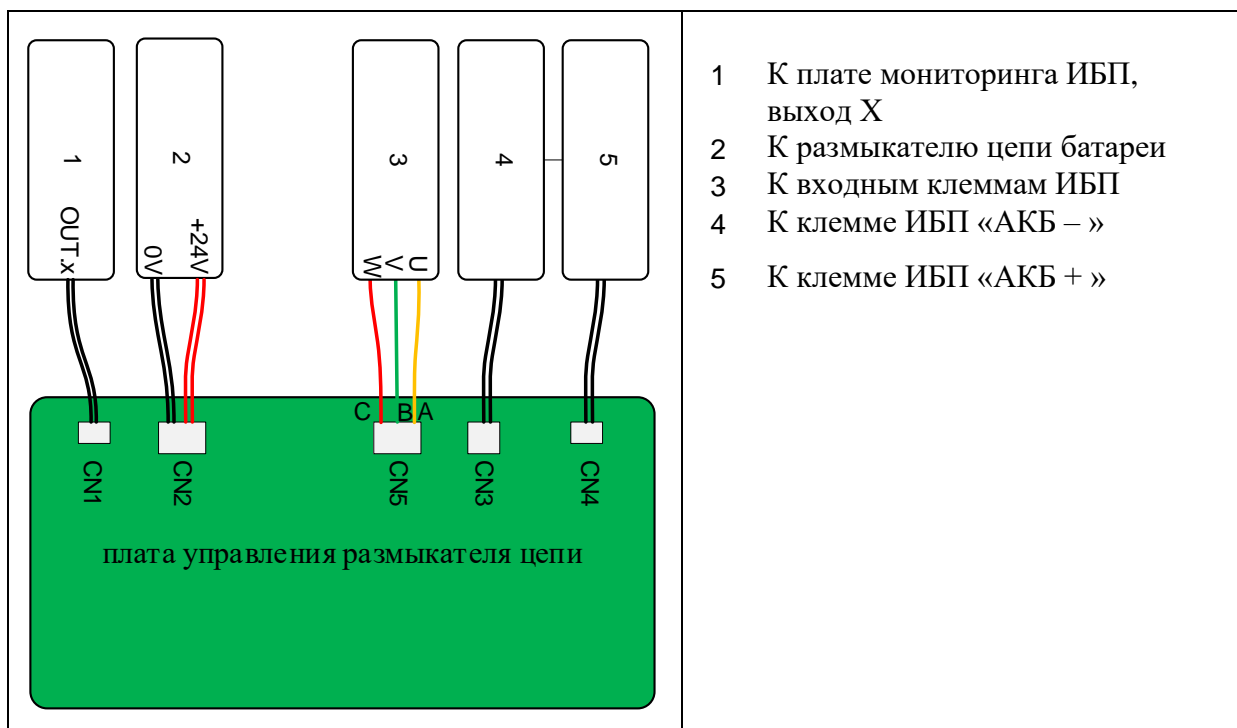 1
2
3
4
5
OUT.x
0V
+24V
W
V
U
C
B
A
CN1
CN2
CN5
CN3
CN4
плата управления размыкателя цепи
1 К плате мониторинга ИБП,
выход X
2 К размыкателю цепи батареи
3 К входным клеммам ИБП
4 К клемме ИБП «АКБ – »
5 К клемме ИБП «АКБ + »